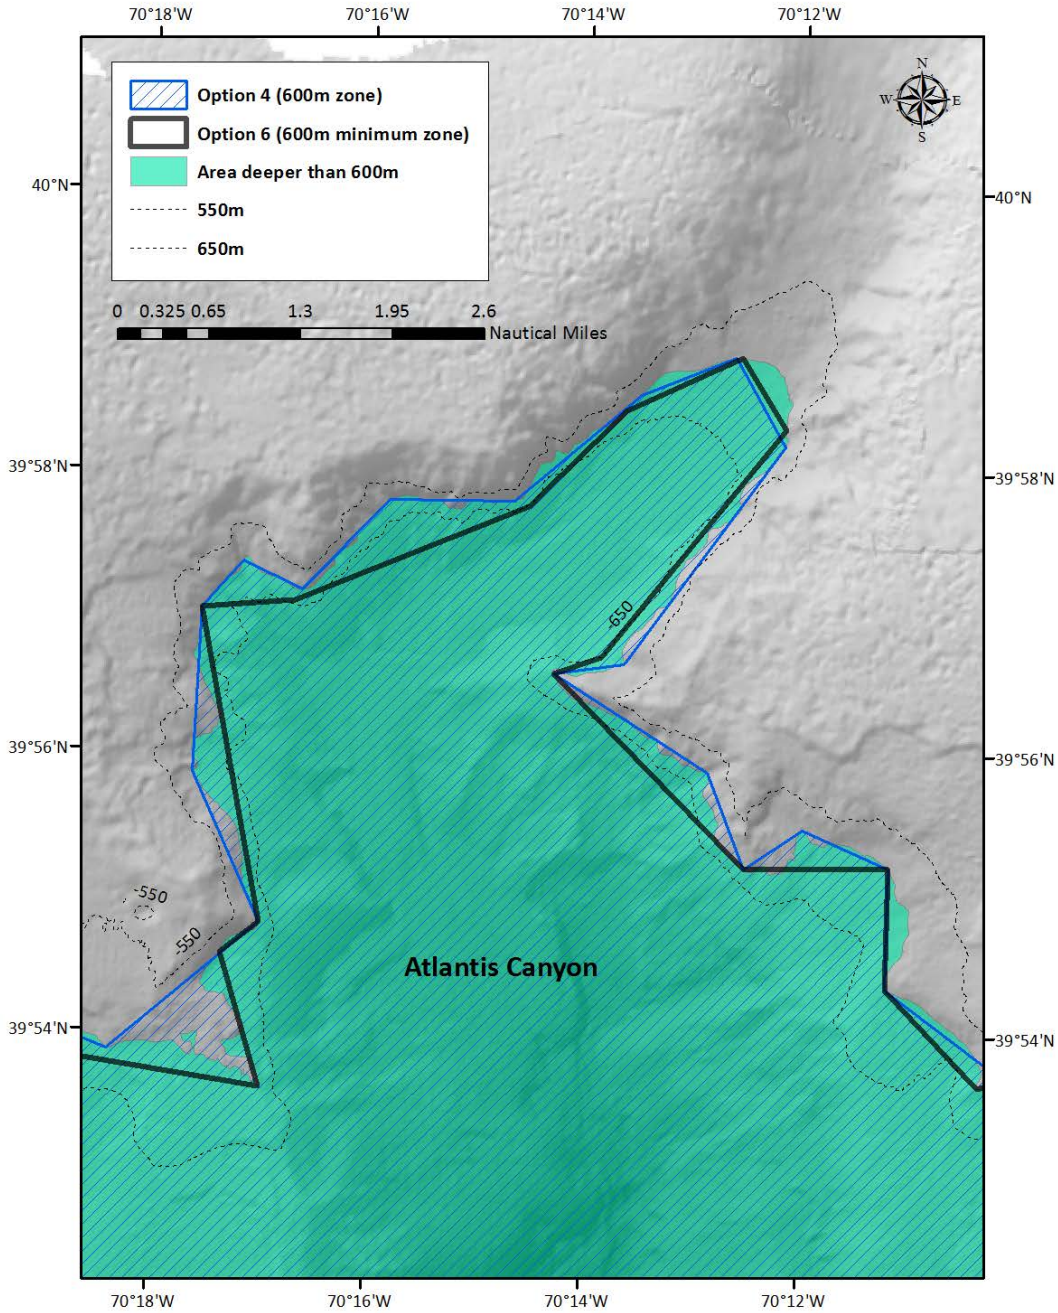 70°18'W 70°16'W 70°14'W 70°12'W
N
W E
S
Option 4 (600m zone)
Option 6 (600m minimum zone)
Area deeper than 600m
550m
650m
40°N 40°N
0 0.325 0.65 1.3 1.95 2.6
Nautical Miles
39°58'N 39°58'N
-650
39°56'N 39°56'N
-550
-550
Atlantis Canyon
39°54'N 39°54'N
70°18'W 70°16'W 70°14'W 70°12'W